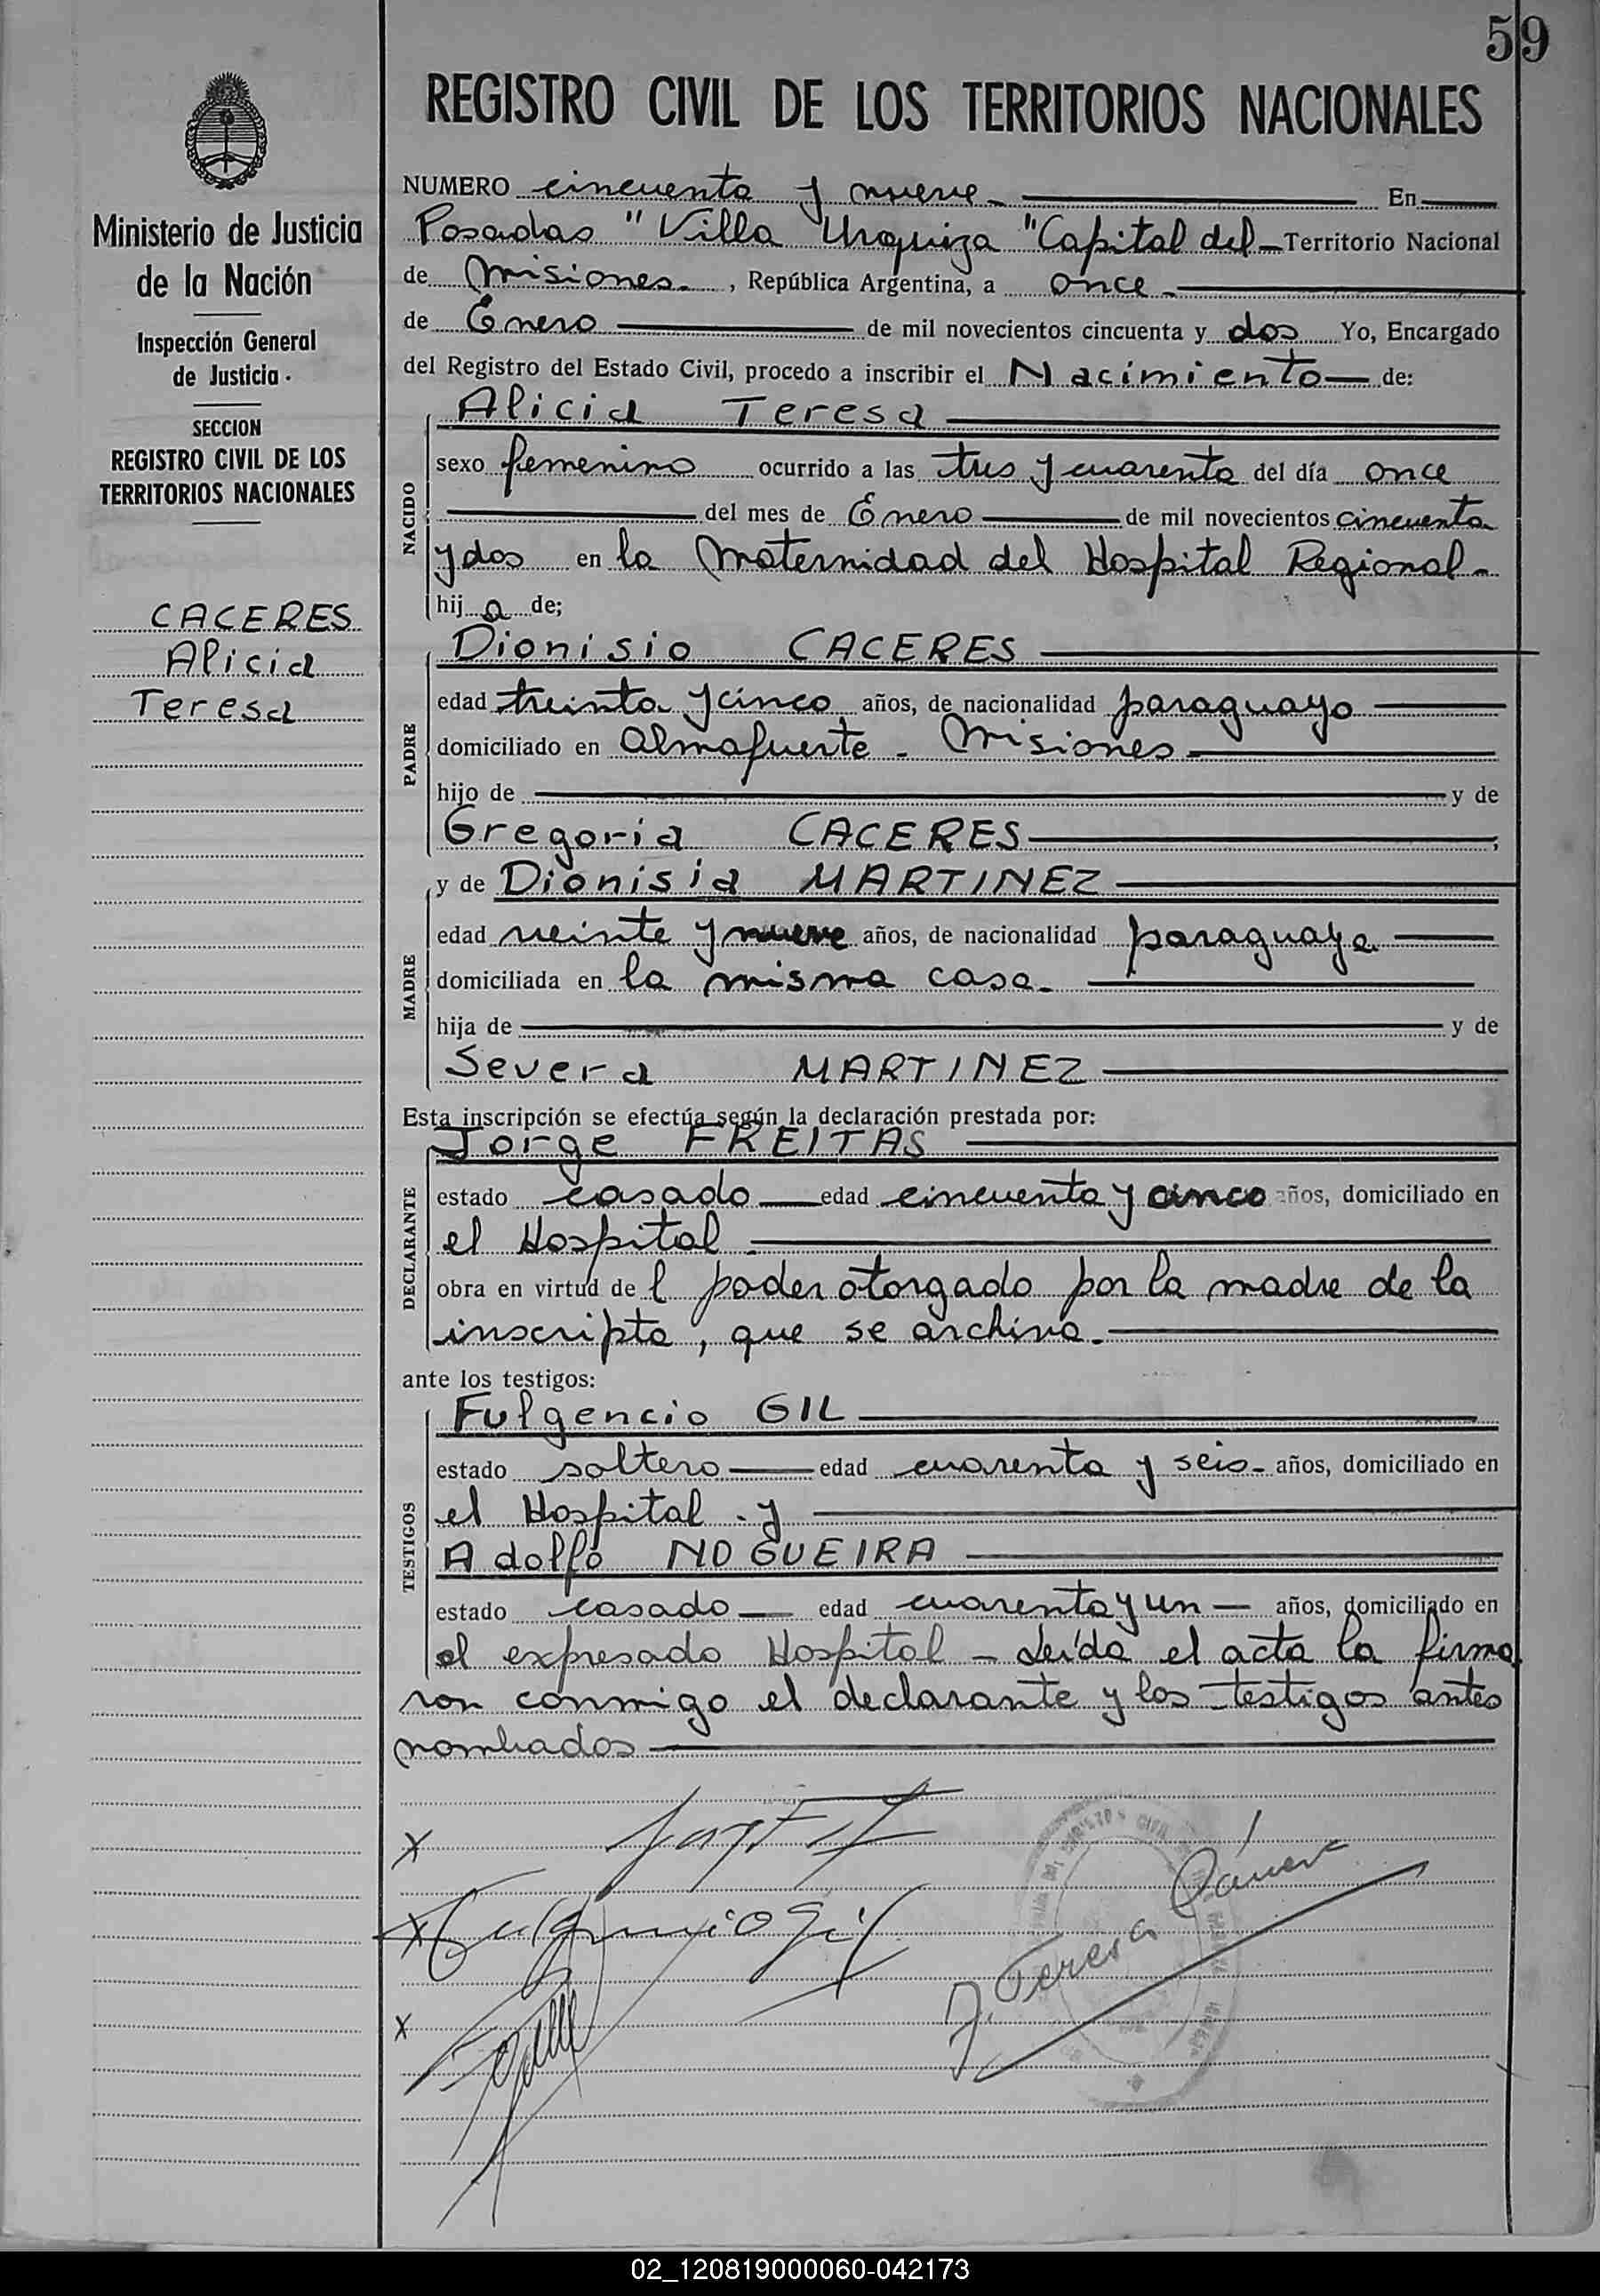 59
REGISTRO CIVIL DE LOS TERRITORIOS NACIONALES
Ministerio de Justicia
de la Nación
Inspección General
de Justicia.
SECCION
REGISTRO CIVIL DE LOS
TERRITORIOS NACIONALES
CACERES
Alicia
Teresa
NUMERO cincuenta y nueve En
Posadas "Villa Urquiza" Capital del Territorio Nacional
de Misiones, República Argentina, a once
de Enero de mil novecientos cincuenta y dos Yo, Encargado
del Registro del Estado Civil, procedo a inscribir el Nacimiento de:
Alicia Teresa
NACIDO
sexo femenino ocurrido a las tres y cuarenta del día once
del mes de Enero de mil novecientos cincuenta
y dos en la Maternidad del Hospital Regional.
hij a de;
Dionisio CACERES
PADRE
edad treinta y cinco años, de nacionalidad paraguayo
domiciliado en Almafuerte - Misiones
hijo de y de
Gregoria CACERES ;
y de Dionisia MARTINEZ
MADRE
edad veinte y nueve años, de nacionalidad paraguaya
domiciliada en la misma casa.
hija de y de
Severa MARTINEZ
Esta inscripción se efectúa según la declaración prestada por:
Jorge FREITAS
DECLARANTE
estado casado edad cincuenta y cinco años, domiciliado en
el Hospital
obra en virtud de l poder otorgado por la madre de la
inscripta, que se archiva.
ante los testigos:
Fulgencio GIL
TESTIGOS
estado soltero edad cuarenta y seis - años, domiciliado en
el Hospital - y
Adolfo NOGUEIRA
estado casado edad cuarenta y un años, domiciliado en
el expresado Hospital - Leída el acta la firma
ron conmigo el declarante y los testigos antes
nombrados
x
x Fulgencio Gil
x
J. Teresa
02_120819000060-042173